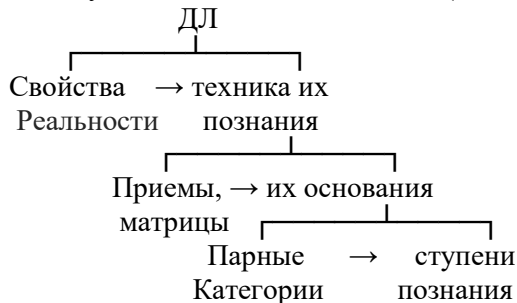 ДЛ
Свойства → техника их
Реальности познания
Приемы, → их основания
матрицы
Парные → ступени
Категории познания